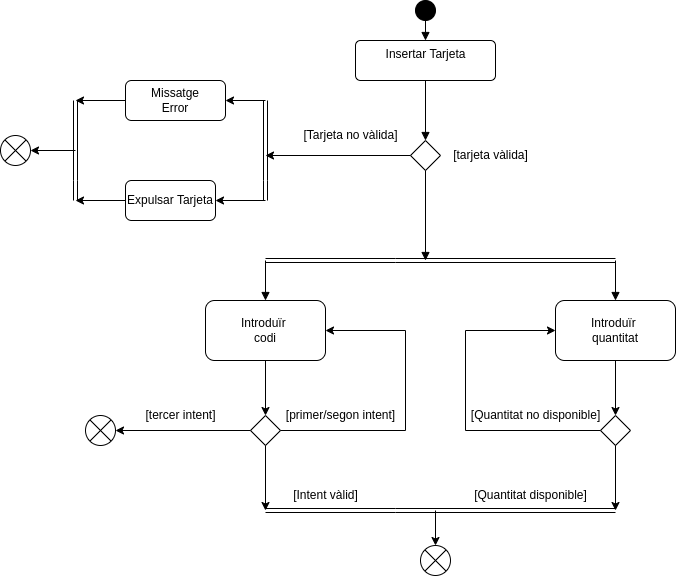 Insertar Tarjeta
Missatge
Error
[Tarjeta no vàlida]
[tarjeta vàlida]
Expulsar Tarjeta
Introduïr
codi
Introduïr
quantitat
[tercer intent]
[primer/segon intent]
[Quantitat no disponible]
[Intent vàlid]
[Quantitat disponible]